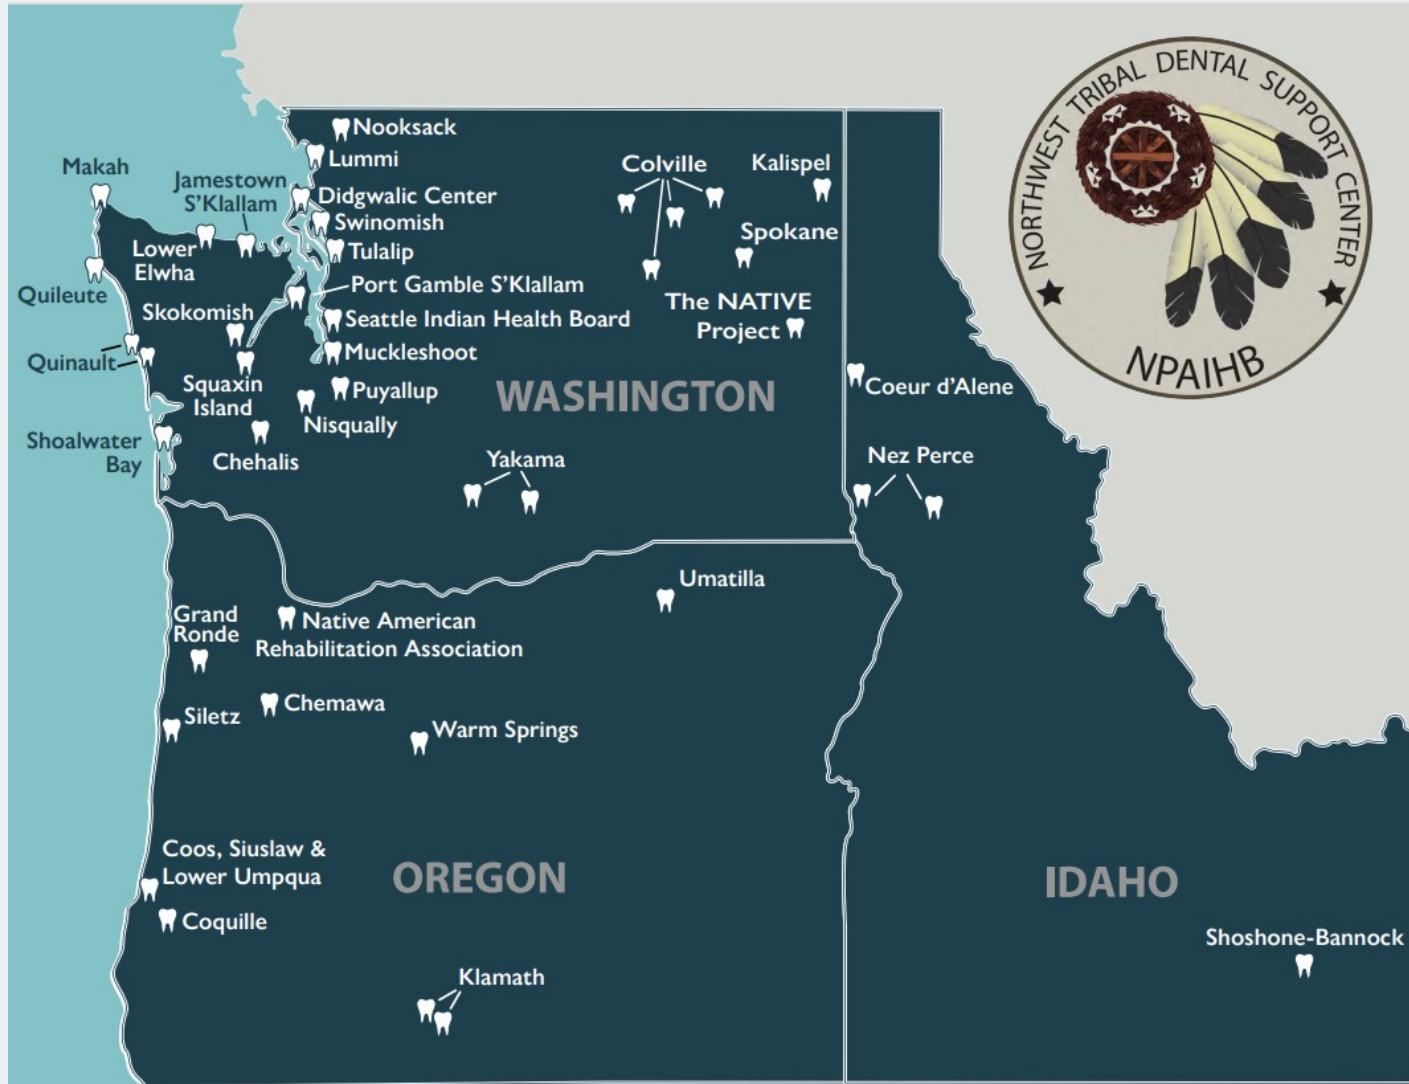 NORTHWEST TRIBAL DENTAL SUPPORT CENTER
NPAIHB
Nooksack
Lummi
Makah
Jamestown
S'Klallam
Didgwalic Center
Swinomish
Tulalip
Lower
Elwha
Quileute
Port Gamble S'Klallam
Skokomish
Seattle Indian Health Board
Quinault
Muckleshoot
Squaxin
Island
Puyallup
Nisqually
Shoalwater
Bay
Chehalis
Colville
Kalispel
Spokane
The NATIVE
Project
WASHINGTON
Yakama
Coeur d'Alene
Nez Perce
Umatilla
Grand
Ronde
Native American
Rehabilitation Association
Chemawa
Siletz
Warm Springs
Coos, Siuslaw &
Lower Umpqua
OREGON
Coquille
Klamath
IDAHO
Shoshone-Bannock